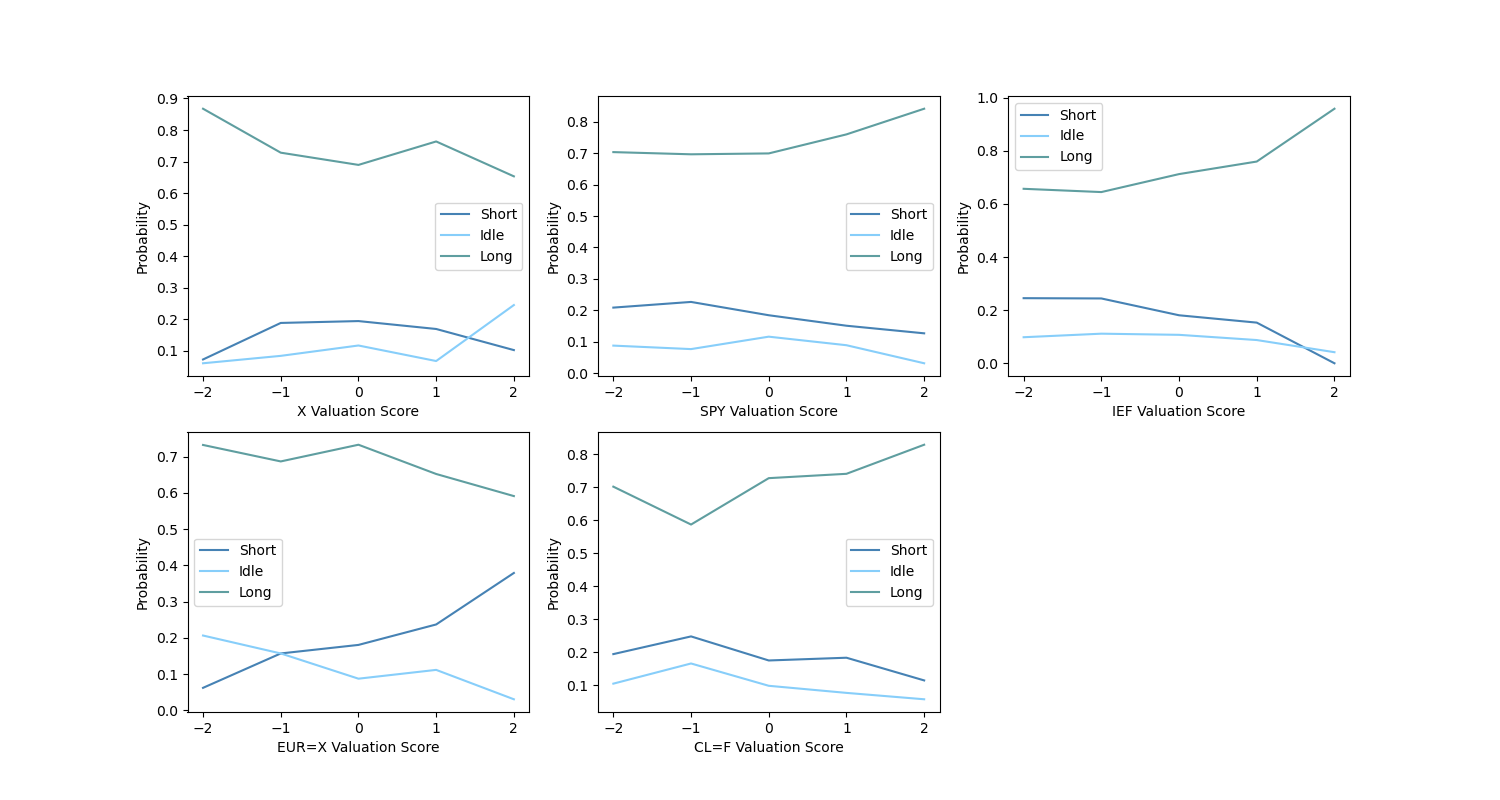 0.9
0.8
0.7
0.6
0.5
0.4
0.3
0.2
0.1
Probability
Short
Idle
Long
−2 −1 0 1 2
X Valuation Score
0.8
0.7
0.6
0.5
0.4
0.3
0.2
0.1
0.0
Probability
Short
Idle
Long
−2 −1 0 1 2
SPY Valuation Score
1.0
0.8
0.6
0.4
0.2
0.0
Probability
Short
Idle
Long
−2 −1 0 1 2
IEF Valuation Score
0.7
0.6
0.5
0.4
0.3
0.2
0.1
0.0
Probability
Short
Idle
Long
−2 −1 0 1 2
EUR=X Valuation Score
0.8
0.7
0.6
0.5
0.4
0.3
0.2
0.1
Probability
Short
Idle
Long
−2 −1 0 1 2
CL=F Valuation Score